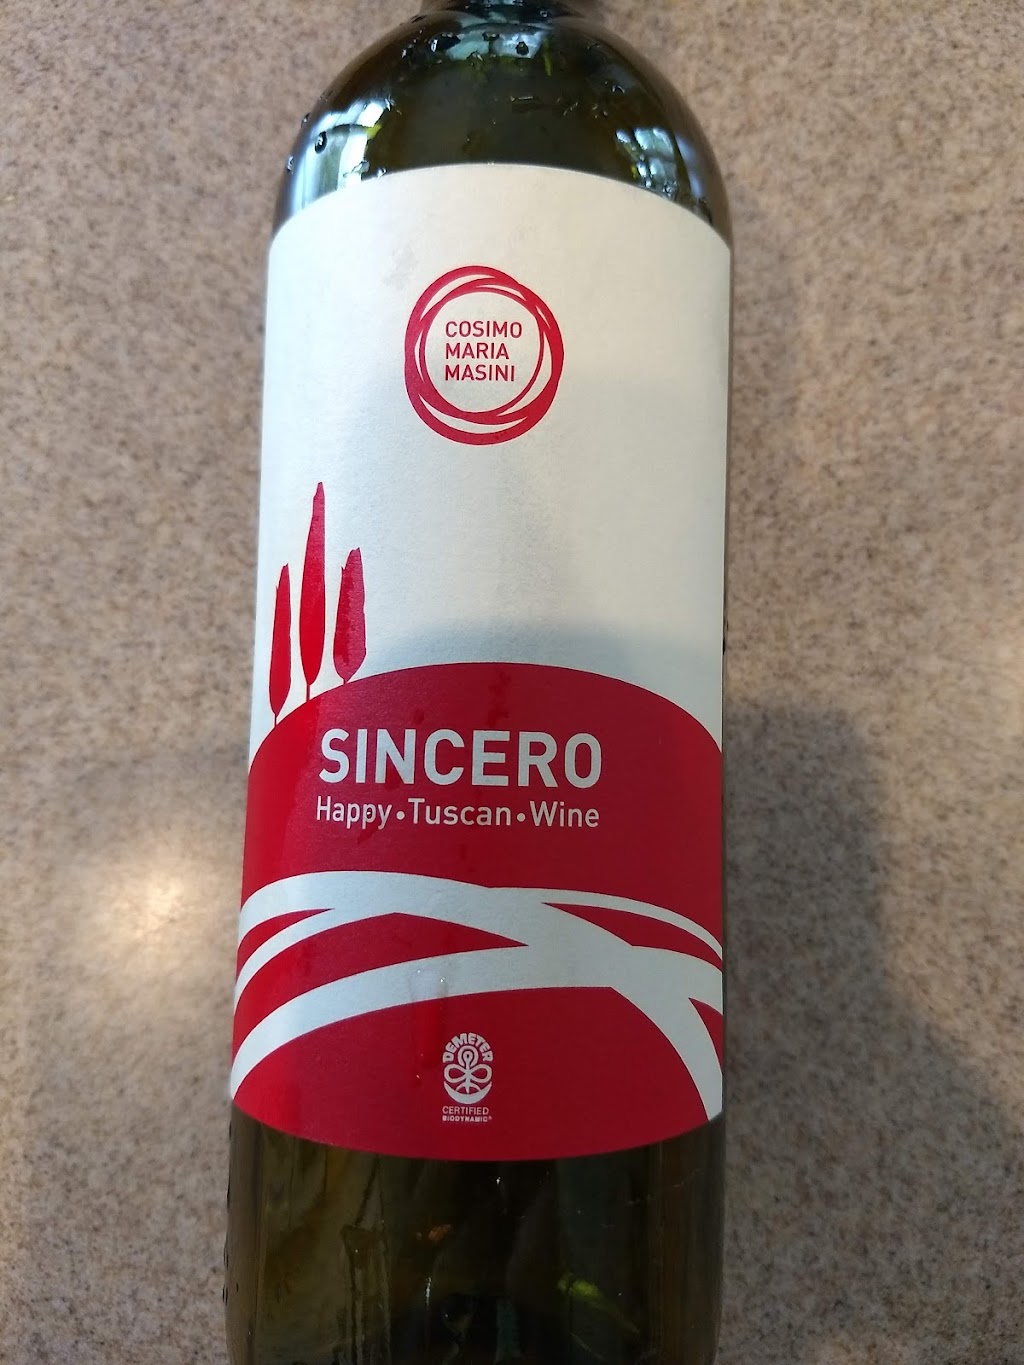 COSIMO
MARIA
MASINI
SINCERO
Happy•Tuscan•Wine
DEMETER
CERTIFIED
BIODYNAMIC®